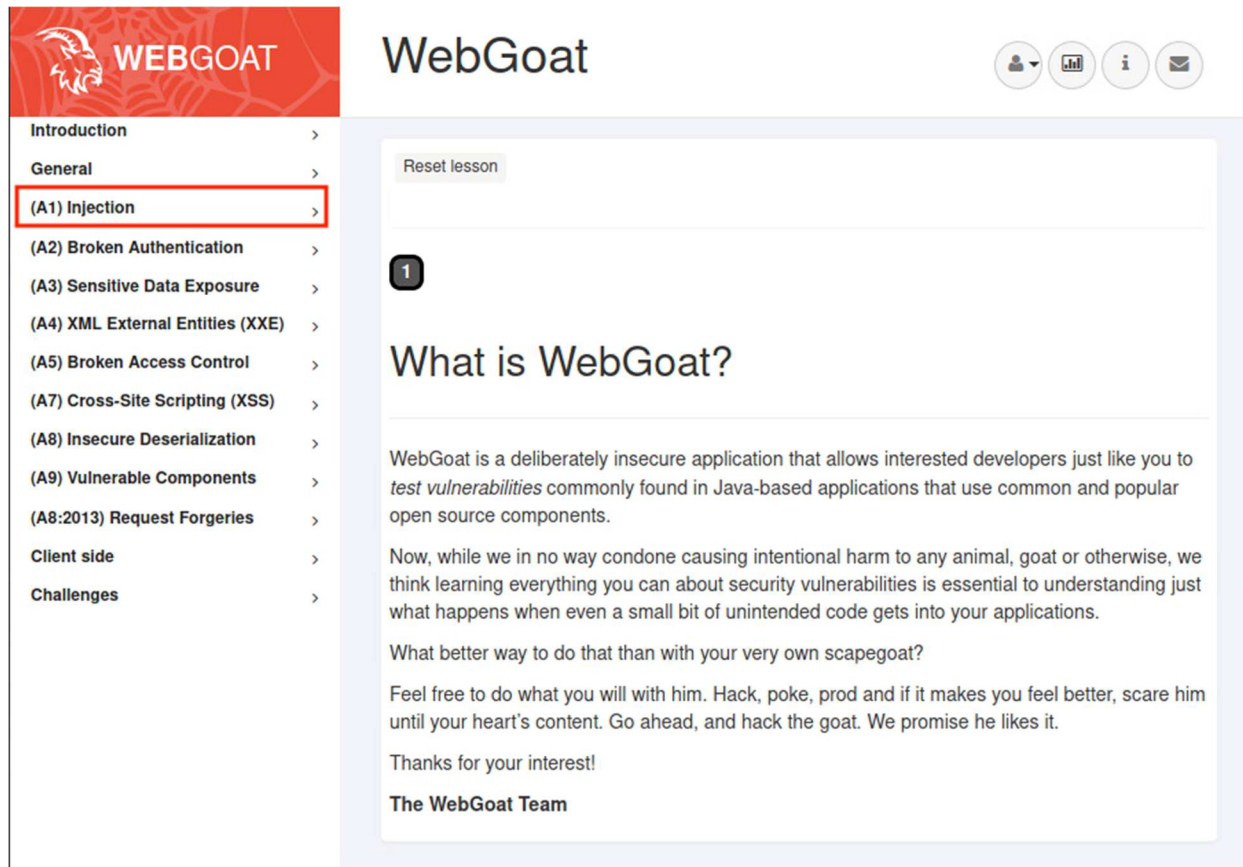 WEBGOAT
WebGoat
Introduction
General
(A1) Injection
(A2) Broken Authentication
(A3) Sensitive Data Exposure
(A4) XML External Entities (XXE)
(A5) Broken Access Control
(A7) Cross-Site Scripting (XSS)
(A8) Insecure Deserialization
(A9) Vulnerable Components
(A8:2013) Request Forgeries
Client side
Challenges
Reset lesson
1
What is WebGoat?
WebGoat is a deliberately insecure application that allows interested developers just like you to
test vulnerabilities commonly found in Java-based applications that use common and popular
open source components.
Now, while we in no way condone causing intentional harm to any animal, goat or otherwise, we
think learning everything you can about security vulnerabilities is essential to understanding just
what happens when even a small bit of unintended code gets into your applications.
What better way to do that than with your very own scapegoat?
Feel free to do what you will with him. Hack, poke, prod and if it makes you feel better, scare him
until your heart's content. Go ahead, and hack the goat. We promise he likes it.
Thanks for your interest!
The WebGoat Team